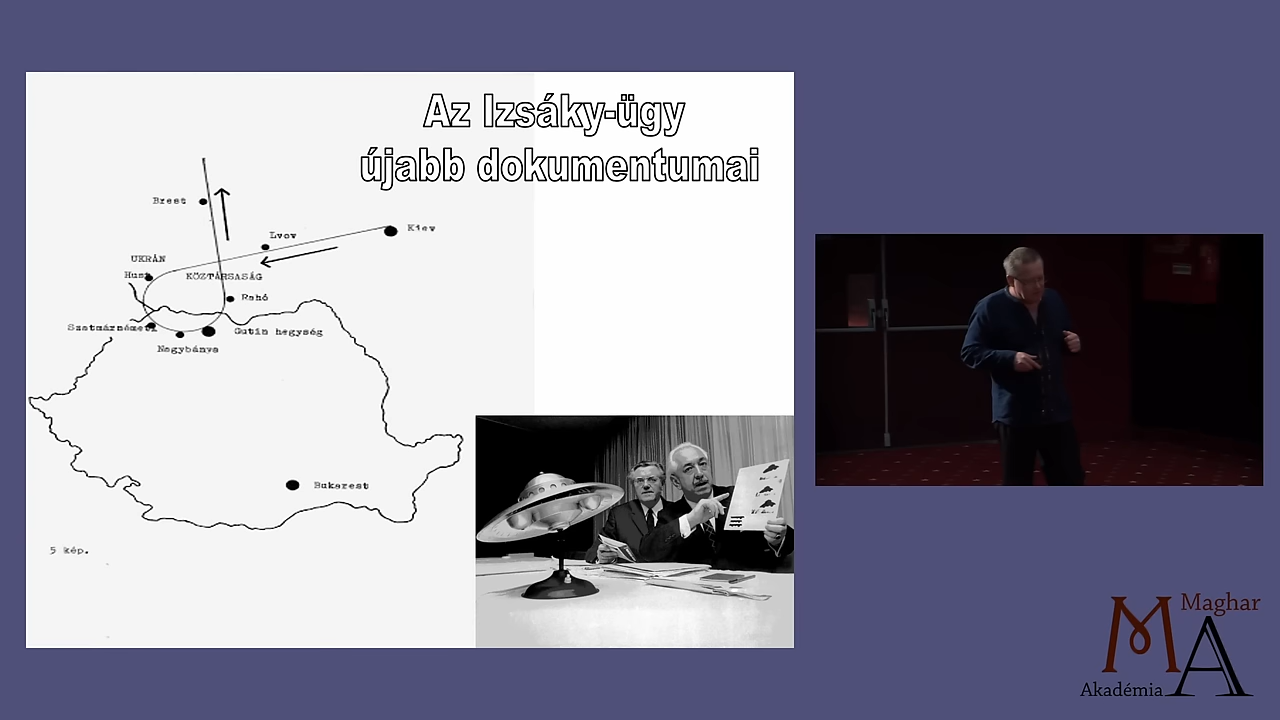 Az Izsáky-ügy
újabb dokumentumai
Brest
Kiew
Lvov
UKRÁN
Huszt
KÖZTÁRSASÁG
Rahó
Szatmárnémeti
Gutin hegység
Nagybánya
Bukarest
5 kép.
Maghar
MA
Akadémia